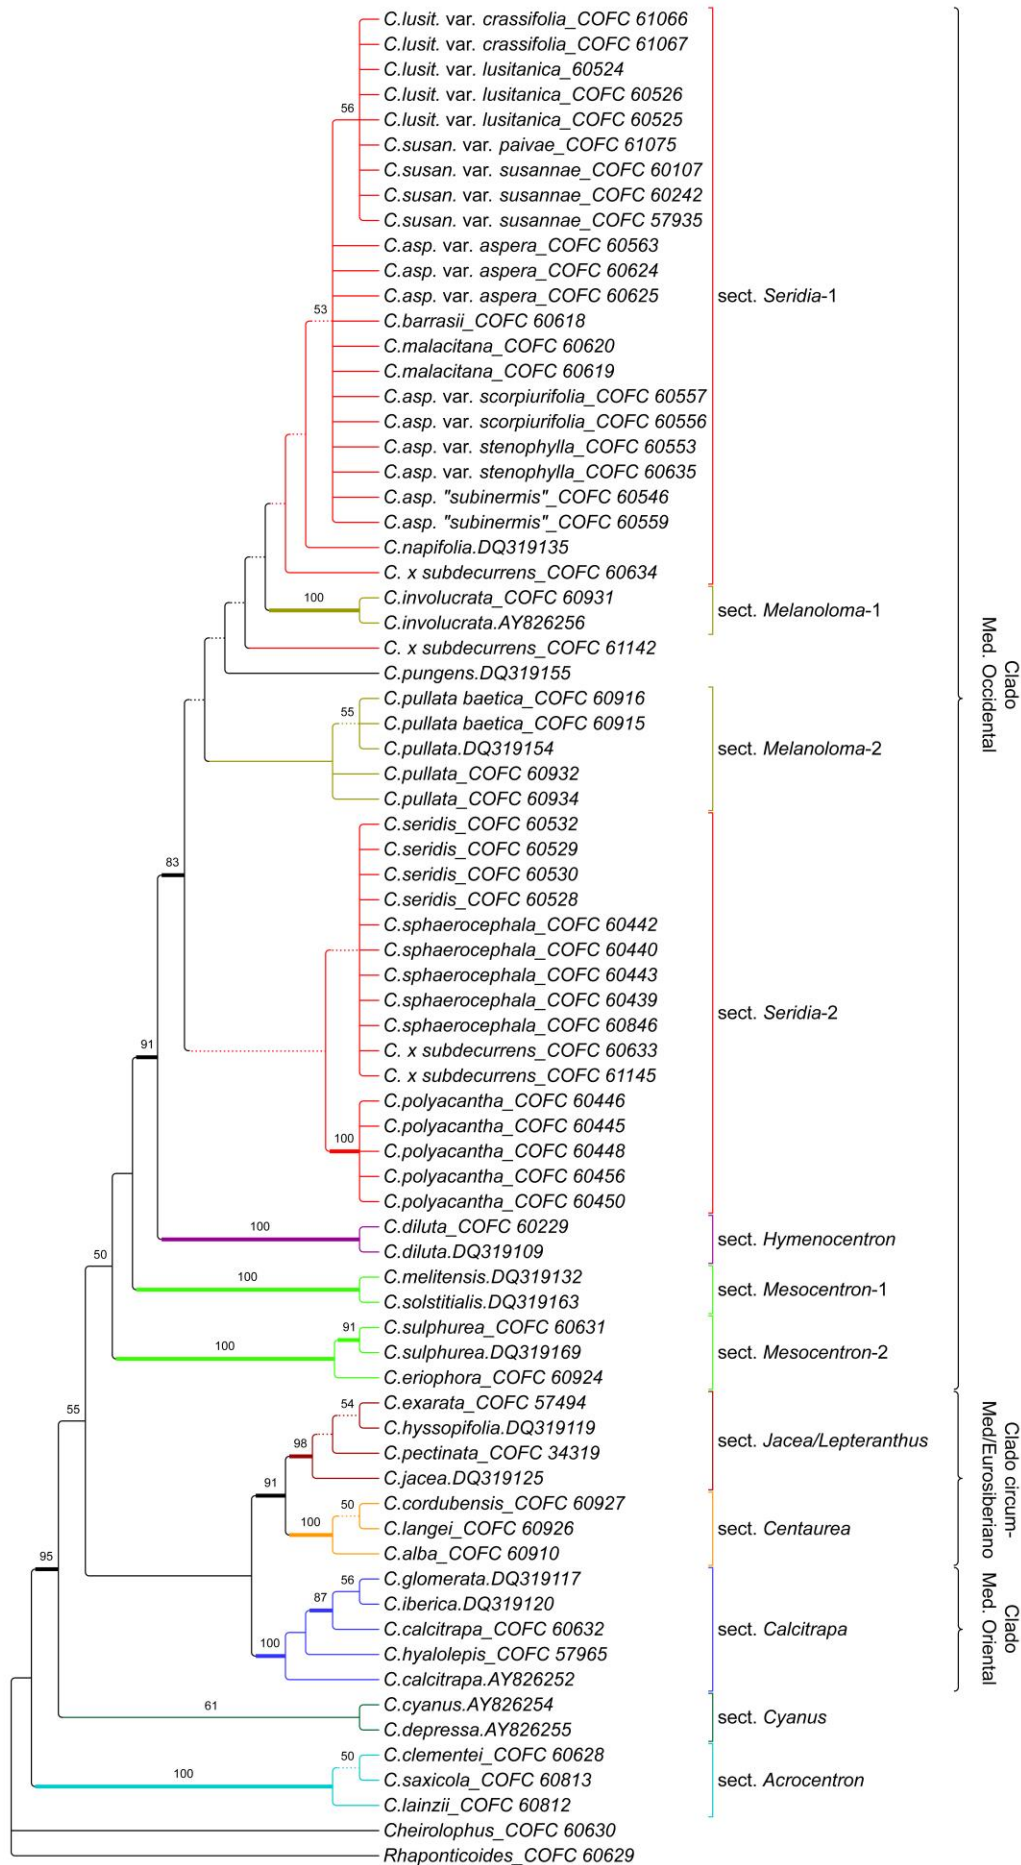 C.lusit. var. crassifolia_COFC 61066
C.lusit. var. crassifolia_COFC 61067
C.lusit. var. lusitanica_60524
C.lusit. var. lusitanica_COFC 60526
56
C.lusit. var. lusitanica_COFC 60525
C.susan. var. paivae_COFC 61075
C.susan. var. susannae_COFC 60107
C.susan. var. susannae_COFC 60242
C.susan. var. susannae_COFC 57935
C.asp. var. aspera_COFC 60563
C.asp. var. aspera_COFC 60624
C.asp. var. aspera_COFC 60625
sect. Seridia-1
53
C.barrasii_COFC 60618
C.malacitana_COFC 60620
C.malacitana_COFC 60619
C.asp. var. scorpiurifolia_COFC 60557
C.asp. var. scorpiurifolia_COFC 60556
C.asp. var. stenophylla_COFC 60553
C.asp. var. stenophylla_COFC 60635
C.asp. "subinermis"_COFC 60546
C.asp. "subinermis"_COFC 60559
C.napifolia.DQ319135
C. x subdecurrens_COFC 60634
100
C.involucrata_COFC 60931
sect. Melanoloma-1
C.involucrata.AY826256
C. x subdecurrens_COFC 61142
C.pungens.DQ319155
Clado
Med. Occidental
C.pullata baetica_COFC 60916
55
C.pullata baetica_COFC 60915
C.pullata.DQ319154
sect. Melanoloma-2
C.pullata_COFC 60932
C.pullata_COFC 60934
C.seridis_COFC 60532
C.seridis_COFC 60529
83
C.seridis_COFC 60530
C.seridis_COFC 60528
C.sphaerocephala_COFC 60442
C.sphaerocephala_COFC 60440
C.sphaerocephala_COFC 60443
C.sphaerocephala_COFC 60439
sect. Seridia-2
C.sphaerocephala_COFC 60846
91
C. x subdecurrens_COFC 60633
C. x subdecurrens_COFC 61145
C.polyacantha_COFC 60446
C.polyacantha_COFC 60445
100
C.polyacantha_COFC 60448
C.polyacantha_COFC 60456
C.polyacantha_COFC 60450
100
C.diluta_COFC 60229
sect. Hymenocentron
C.diluta.DQ319109
50
100
C.melitensis.DQ319132
sect. Mesocentron-1
C.solstitialis.DQ319163
91
C.sulphurea_COFC 60631
100
C.sulphurea.DQ319169
sect. Mesocentron-2
C.eriophora_COFC 60924
54
C.exarata_COFC 57494
55
C.hyssopifolia.DQ319119
sect. Jacea/Lepteranthus
98
C.pectinata_COFC 34319
C.jacea.DQ319125
Clado circum-
Med/Eurosiberiano
91
50
C.cordubensis_COFC 60927
100
C.langei_COFC 60926
sect. Centaurea
C.alba_COFC 60910
95
56
C.glomerata.DQ319117
87
C.iberica.DQ319120
C.calcitrapa_COFC 60632
sect. Calcitrapa
Clado
Med. Oriental
100
C.hyalolepis_COFC 57965
C.calcitrapa.AY826252
61
C.cyanus.AY826254
sect. Cyanus
C.depressa.AY826255
50
C.clementei_COFC 60628
100
C.saxicola_COFC 60813
sect. Acrocentron
C.lainzii_COFC 60812
Cheirolophus_COFC 60630
Rhaponticoides_COFC 60629